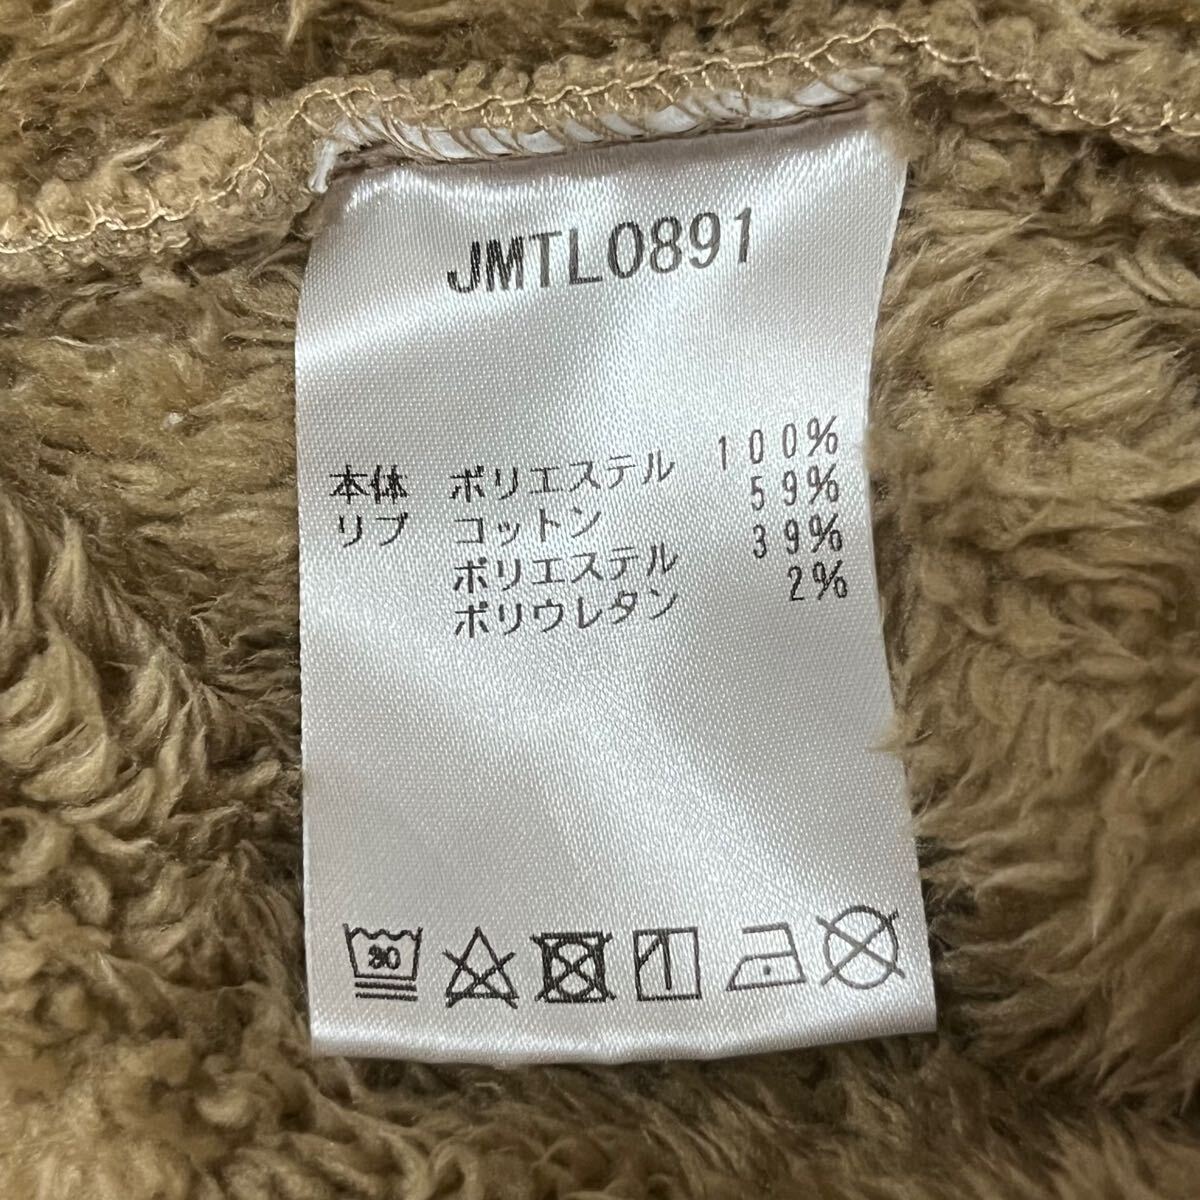 JMTL0891
本体 ポリエステル 100%
リブ コットン 59%
ポリエステル 39%
ポリウレタン 2%
30